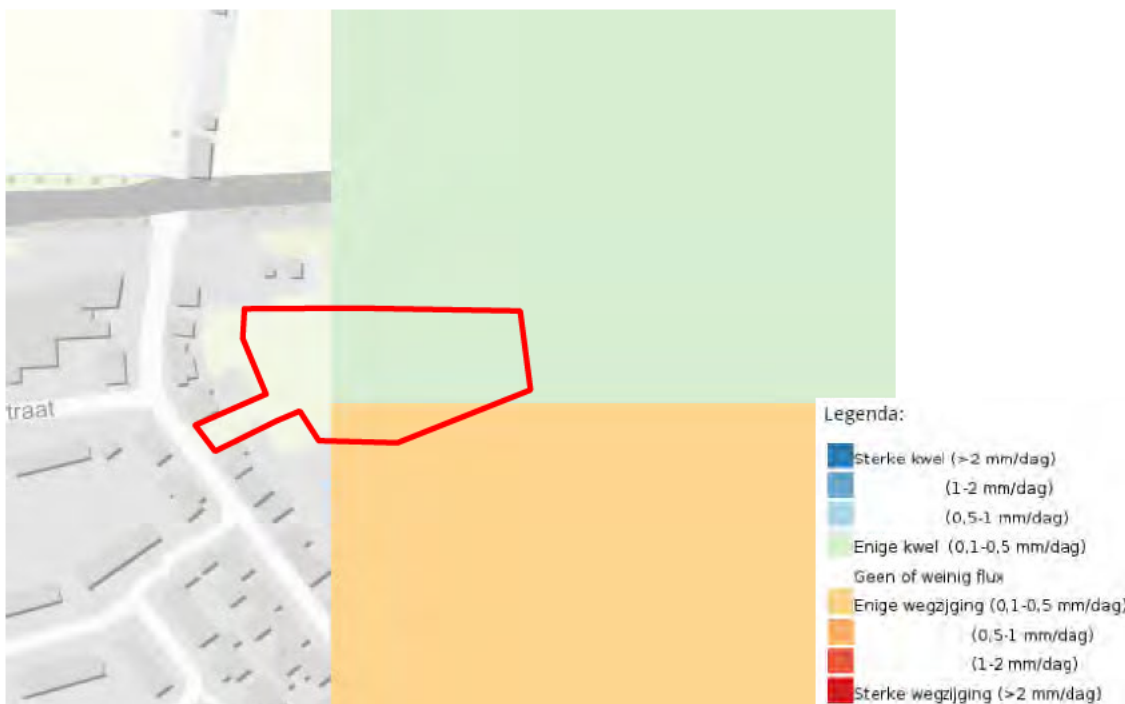 traat
Legenda:
Sterke kwel (>2 mm/dag)
(1-2 mm/dag)
(0,5-1 mm/dag)
Enige kwel (0,1-0,5 mm/dag)
Geen of weinig flux
Enige wegzijging (0,1-0,5 mm/dag)
(0,5-1 mm/dag)
(1-2 mm/dag)
Sterke wegzijging (>2 mm/dag)